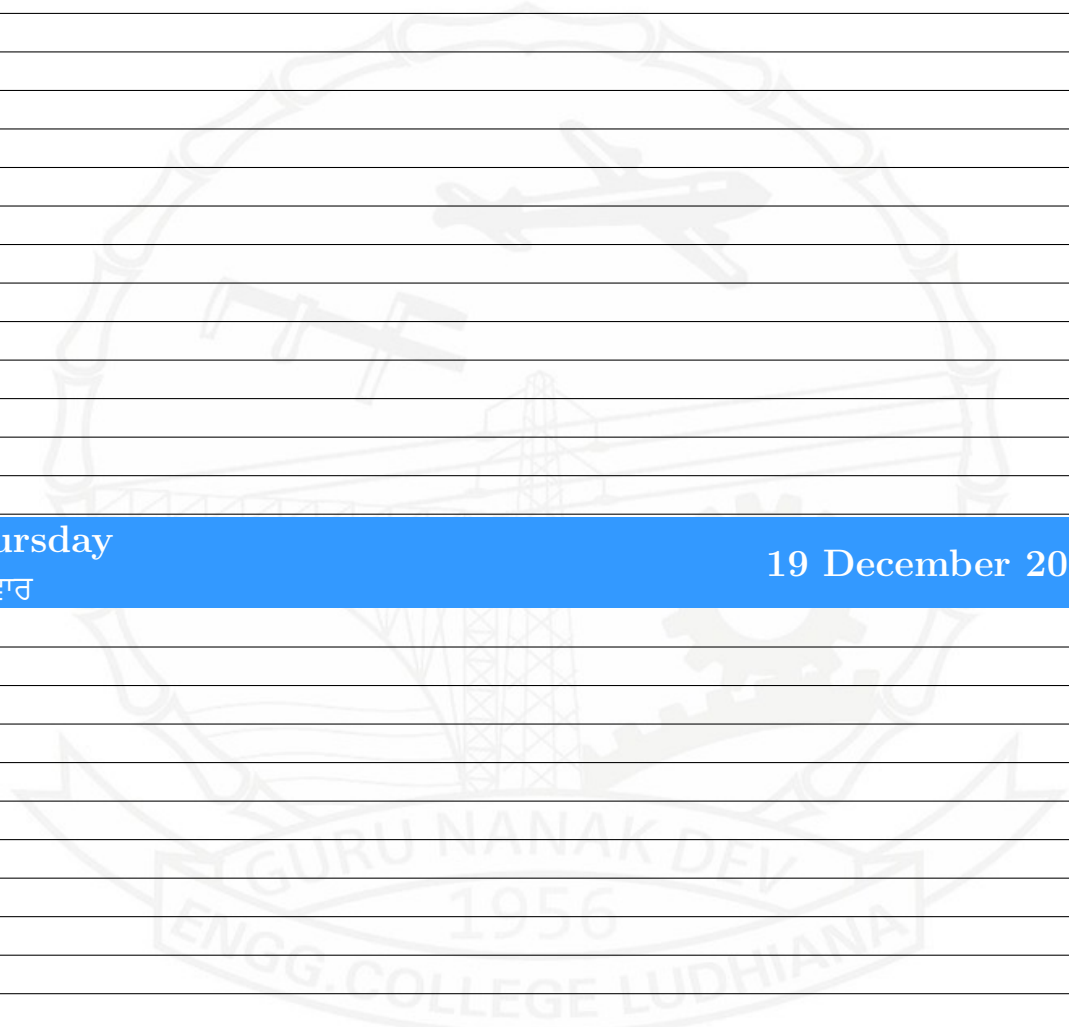 ursday
ਵਾਰ
19 December 20
GURU NANAK DEV
1956
ENGG.COLLEGE LUDHIANA